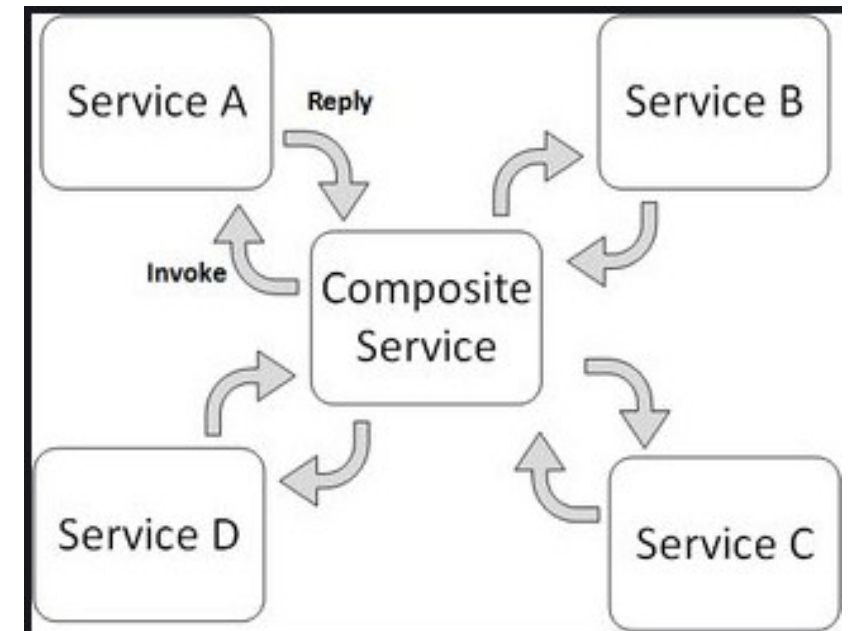 Service A
Reply
Service B
Invoke
Composite
Service
Service D
Service C